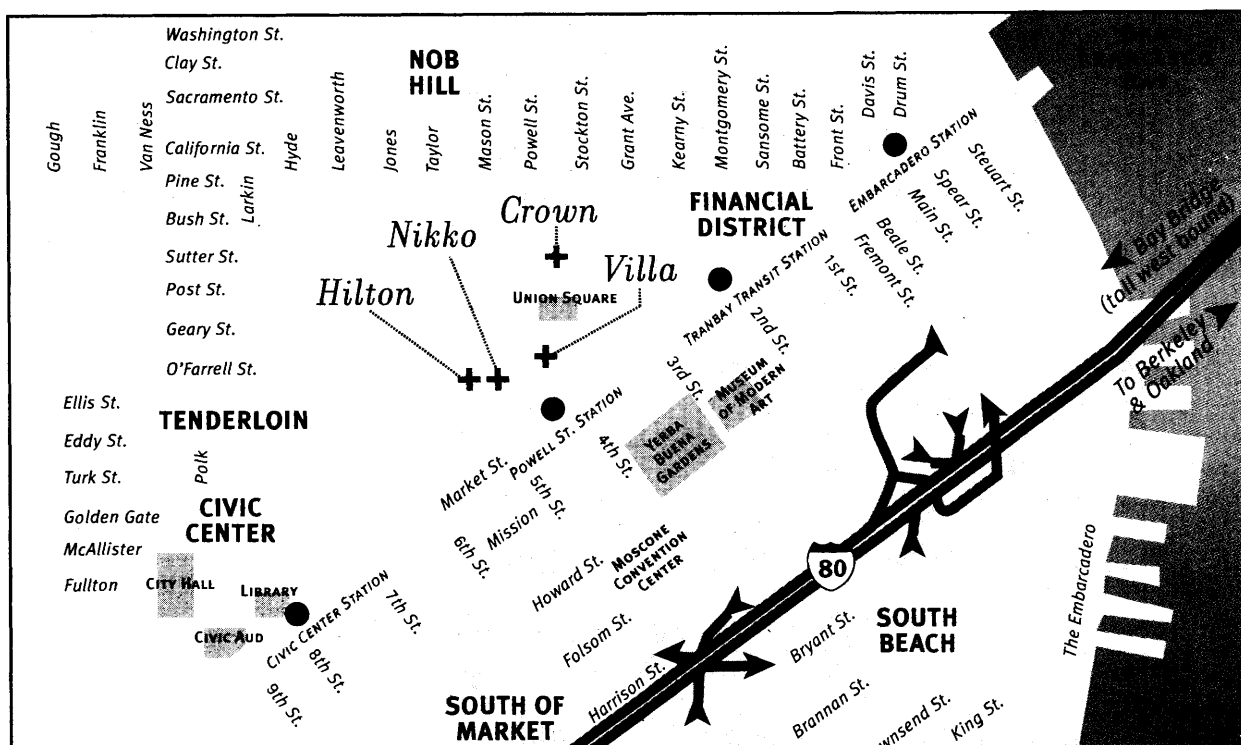 Washington St.
Clay St.
Sacramento St.
California St.
Pine St.
Bush St.
Sutter St.
Post St.
Geary St.
O'Farrell St.
Ellis St.
Eddy St.
Turk St.
Golden Gate
McAllister
Fullton
Gough
Franklin
Van Ness
Larkin
Polk
Hyde
Leavenworth
Jones
Taylor
Mason St.
Powell St.
Stockton St.
Grant Ave.
Kearny St.
Montgomery St.
Sansome St.
Battery St.
Front St.
Davis St.
Drum St.
NOB
HILL
FINANCIAL
DISTRICT
TENDERLOIN
CIVIC
CENTER
SOUTH OF
MARKET
SOUTH
BEACH
Crown
Nikko
Villa
Hilton
UNION SQUARE
CITY HALL
LIBRARY
CIVIC AUD
CIVIC CENTER STATION
POWELL ST. STATION
TRANBAY TRANSIT STATION
EMBARCADERO STATION
MUSEUM
OF MODERN
ART
YERBA
BUENA
GARDENS
MOSCONE
CONVENTION
CENTER
Steuart St.
Spear St.
Main St.
Beale St.
Fremont St.
1st St.
2nd St.
3rd St.
4th St.
5th St.
6th St.
7th St.
8th St.
9th St.
Market St.
Mission
Howard St.
Folsom St.
Harrison St.
Bryant St.
Brannan St.
King St.
The Embarcadero
80
Bay Bridge
(toll west bound)
To Berkeley
& Oakland
FRANCISCO